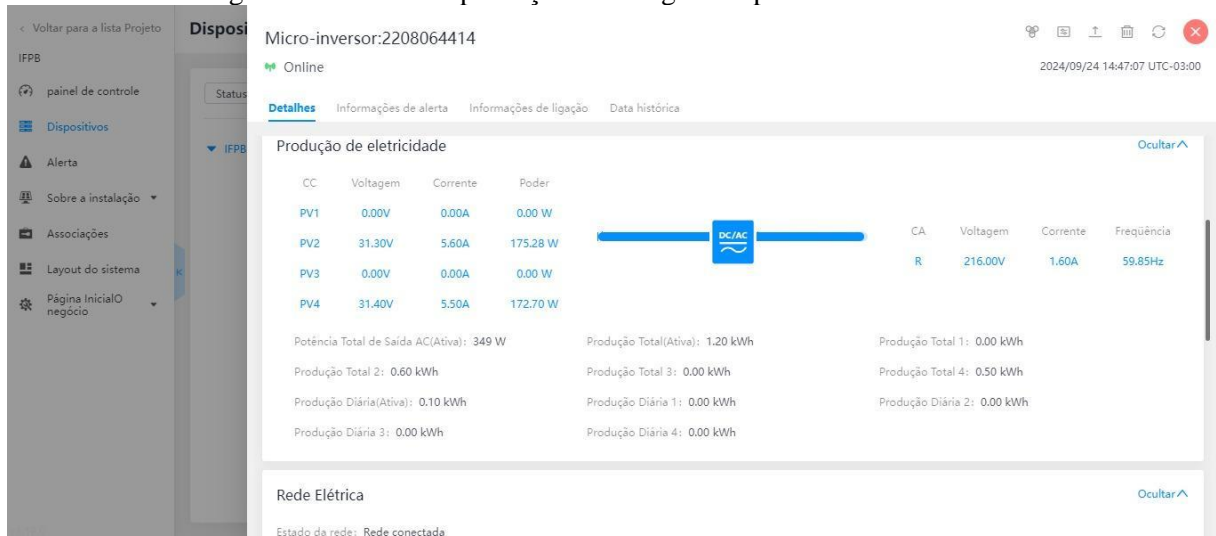 ‹ Voltar para a lista Projeto
IFPB
painel de controle
Dispositivos
Alerta
Sobre a instalação
Associações
Layout do sistema
Página InicialO
negócio
Disposi
Status
IFPB
Micro-inversor:2208064414
Online
2024/09/24 14:47:07 UTC-03:00
Detalhes Informações de alerta Informações de ligação Data histórica
Produção de eletricidade Ocultar
CC Voltagem Corrente Poder
PV1 0.00V 0.00A 0.00 W
PV2 31.30V 5.60A 175.28 W
PV3 0.00V 0.00A 0.00 W
PV4 31.40V 5.50A 172.70 W
DC/AC
CA Voltagem Corrente Freqüência
R 216.00V 1.60A 59.85Hz
Potência Total de Saída AC(Ativa): 349 W Produção Total(Ativa): 1.20 kWh Produção Total 1: 0.00 kWh
Produção Total 2: 0.60 kWh Produção Total 3: 0.00 kWh Produção Total 4: 0.50 kWh
Produção Diária(Ativa): 0.10 kWh Produção Diária 1: 0.00 kWh Produção Diária 2: 0.00 kWh
Produção Diária 3: 0.00 kWh Produção Diária 4: 0.00 kWh
Rede Elétrica Ocultar
Estado da rede: Rede conectada